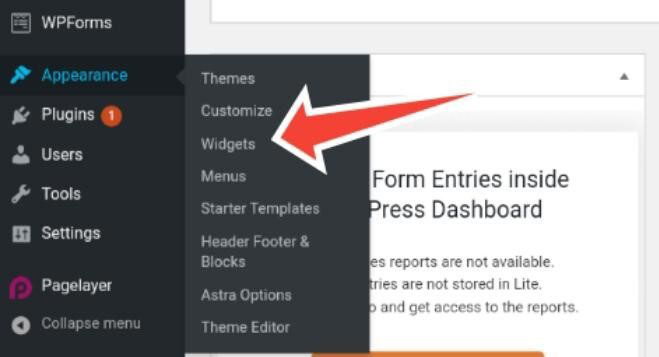 WPForms
Appearance
Plugins 1
Users
Tools
Settings
Pagelayer
Collapse menu
Themes
Customize
Widgets
Menus
Starter Templates
Header Footer &
Blocks
Astra Options
Theme Editor
Form Entries inside
Press Dashboard
es reports are not available.
tries are not stored in Lite.
o and get access to the reports.